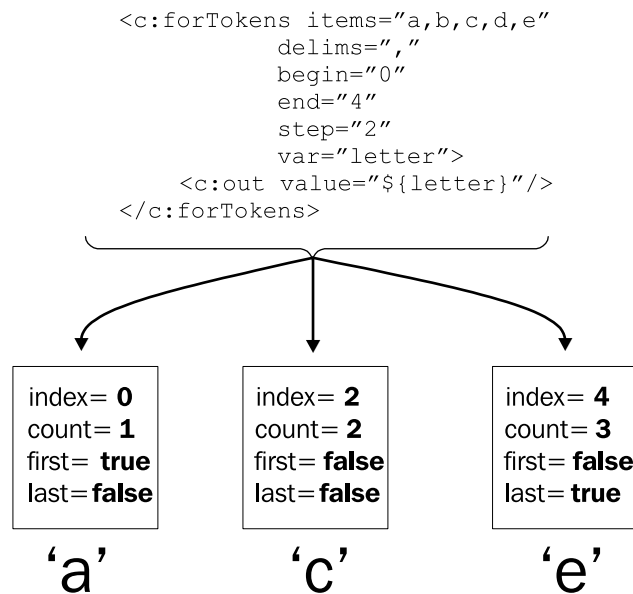 <c:forTokens items=”a,b,c,d,e”
delims=”,”
begin=”0”
end=”4”
step=”2”
var=”letter”>
<c:out value=”${letter}”/>
</c:forTokens>
index= 0
count= 1
first= true
last= false
‘a’
index= 2
count= 2
first= false
last= false
‘c’
index= 4
count= 3
first= false
last= true
‘e’